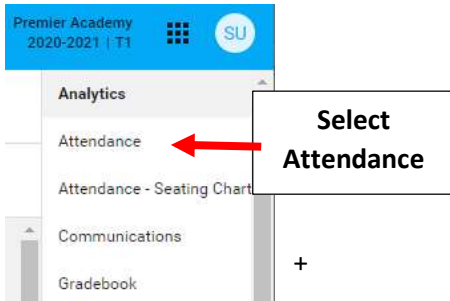 Premier Academy
2020-2021 | T1
SU
Analytics
Attendance
Select
Attendance
Attendance - Seating Chart
Communications
+
Gradebook